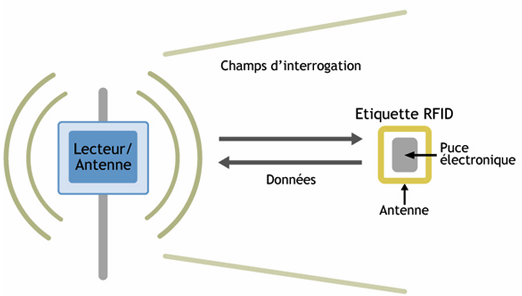 Champs d'interrogation
Etiquette RFID
Lecteur/
Antenne
Puce
électronique
Données
Antenne